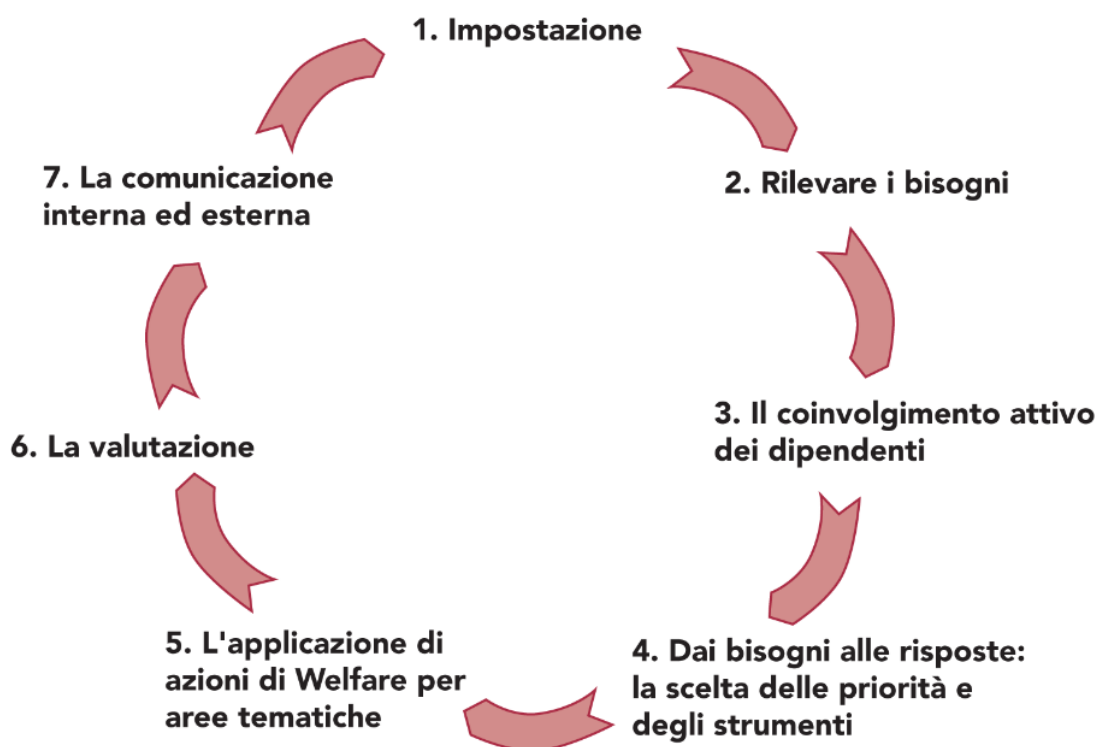 1. Impostazione
2. Rilevare i bisogni
3. Il coinvolgimento attivo
dei dipendenti
4. Dai bisogni alle risposte:
la scelta delle priorità e
degli strumenti
5. L'applicazione di
azioni di Welfare per
aree tematiche
6. La valutazione
7. La comunicazione
interna ed esterna